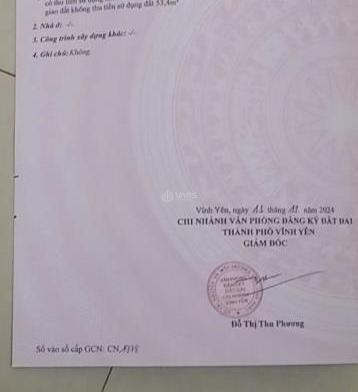 giao đất không thu tiền sử dụng đất 53,4m²
2. Nhà ở: -/-
3. Công trình xây dựng khác: -/-
4. Ghi chú: Không.
Vĩnh Yên, ngày 11 tháng 11 năm 2024
CHI NHÁNH VĂN PHÒNG ĐĂNG KÝ ĐẤT ĐAI
THÀNH PHỐ VĨNH YÊN
GIÁM ĐỐC
Đỗ Thị Thu Phương
Số vào sổ cấp GCN: CN